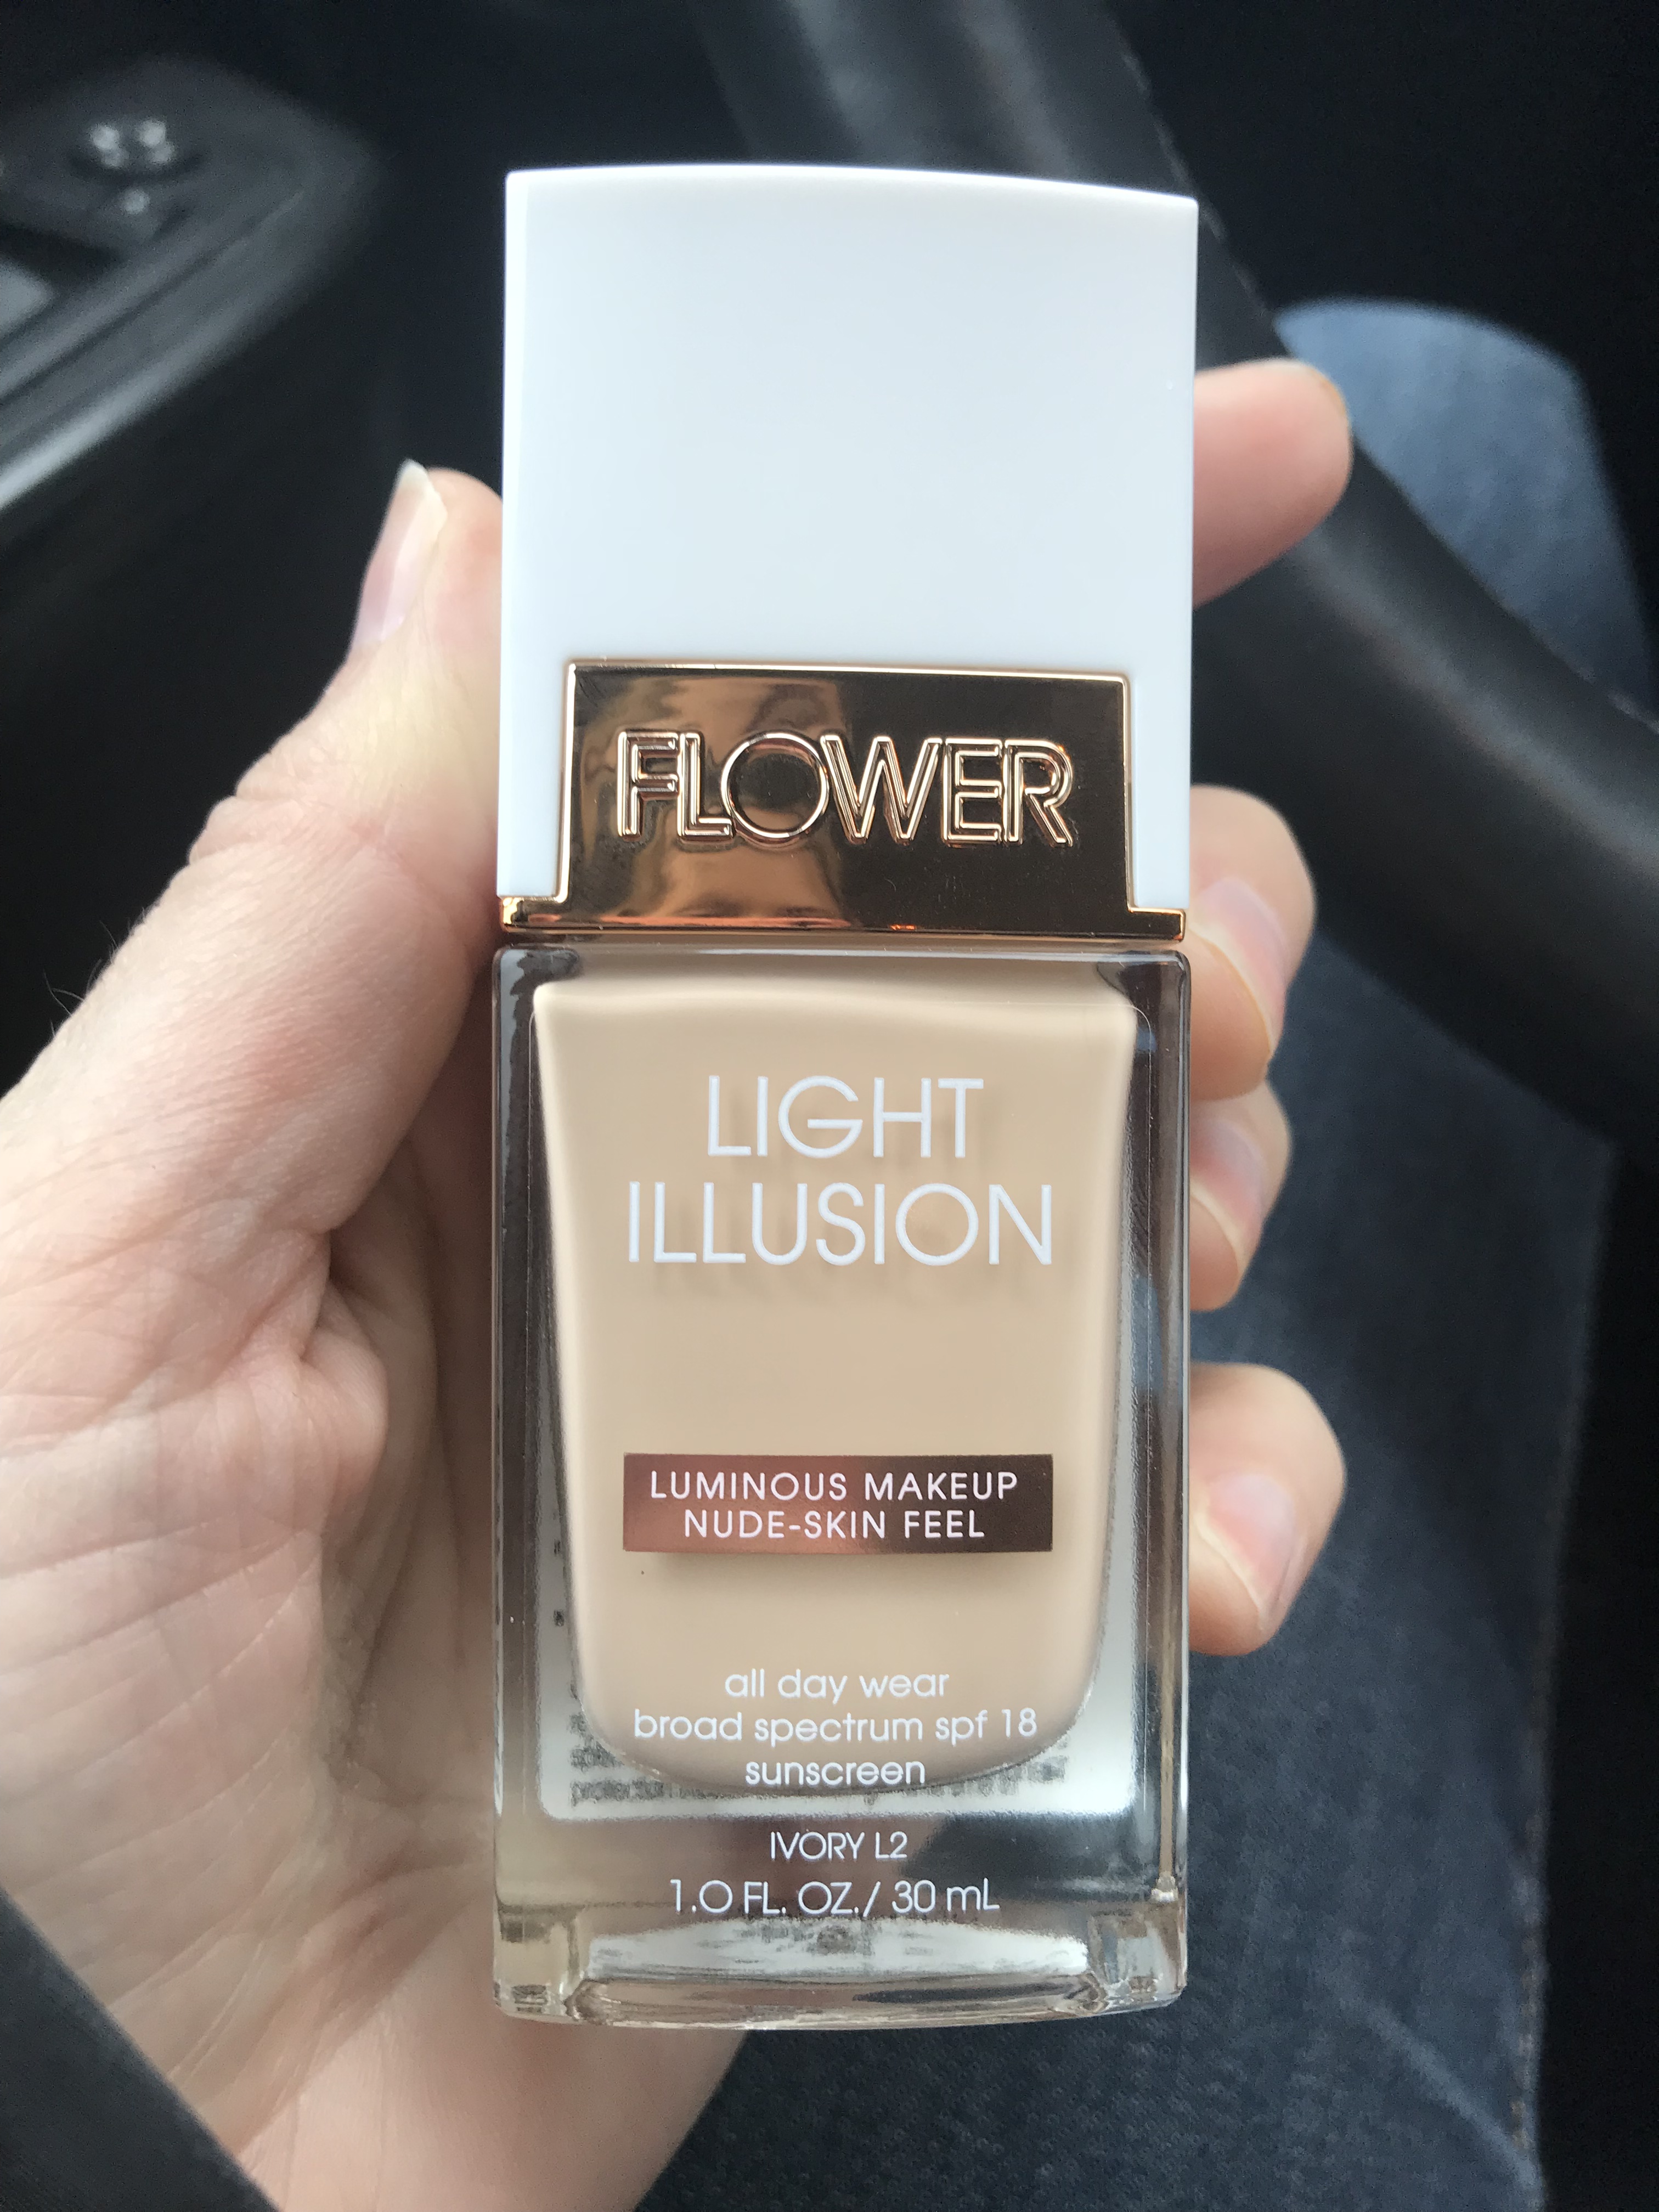 FLOWER
LIGHT
ILLUSION
LUMINOUS MAKEUP
NUDE-SKIN FEEL
all day wear
broad spectrum spf 18
sunscreen
IVORY L2
1.0 FL. OZ./ 30 mL